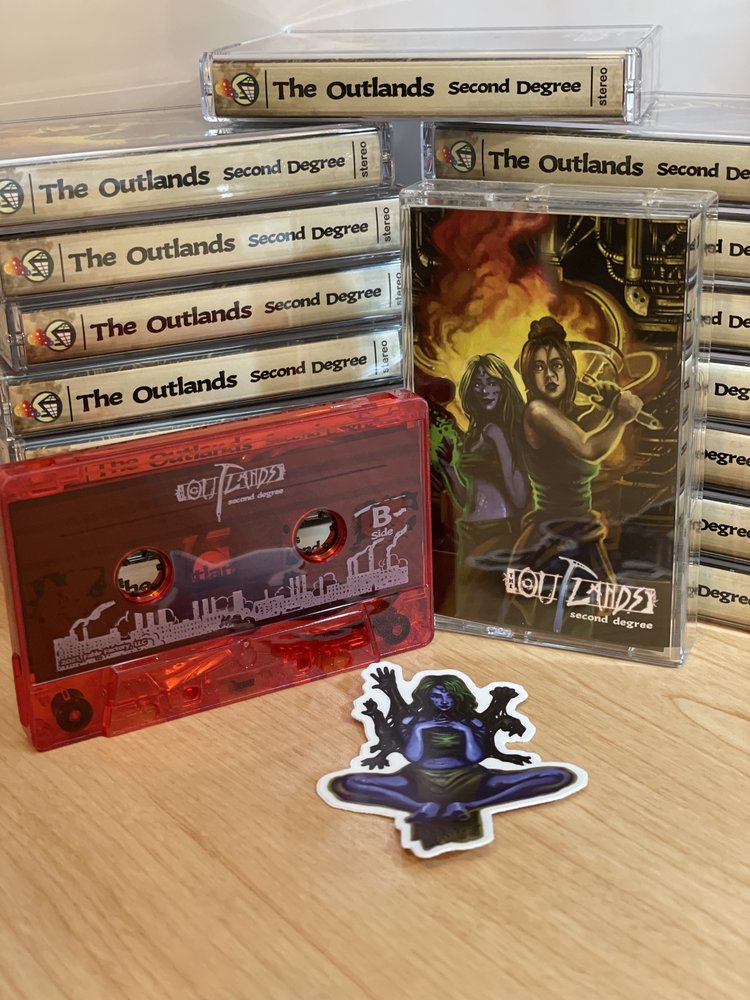 The Outlands Second Degree stereo
The Outlands Second Degree stereo
The Outlands Second De
The Outlands Second Degree stereo
The Outlands Second Degree stereo
The Outlands Second Degree stereo
nd Degree
Degree
Degree
Degree
Degree
Degree
The Outlands Second Degree
OUTLANDS
second degree
B-
Side
OUTLANDS
second degree